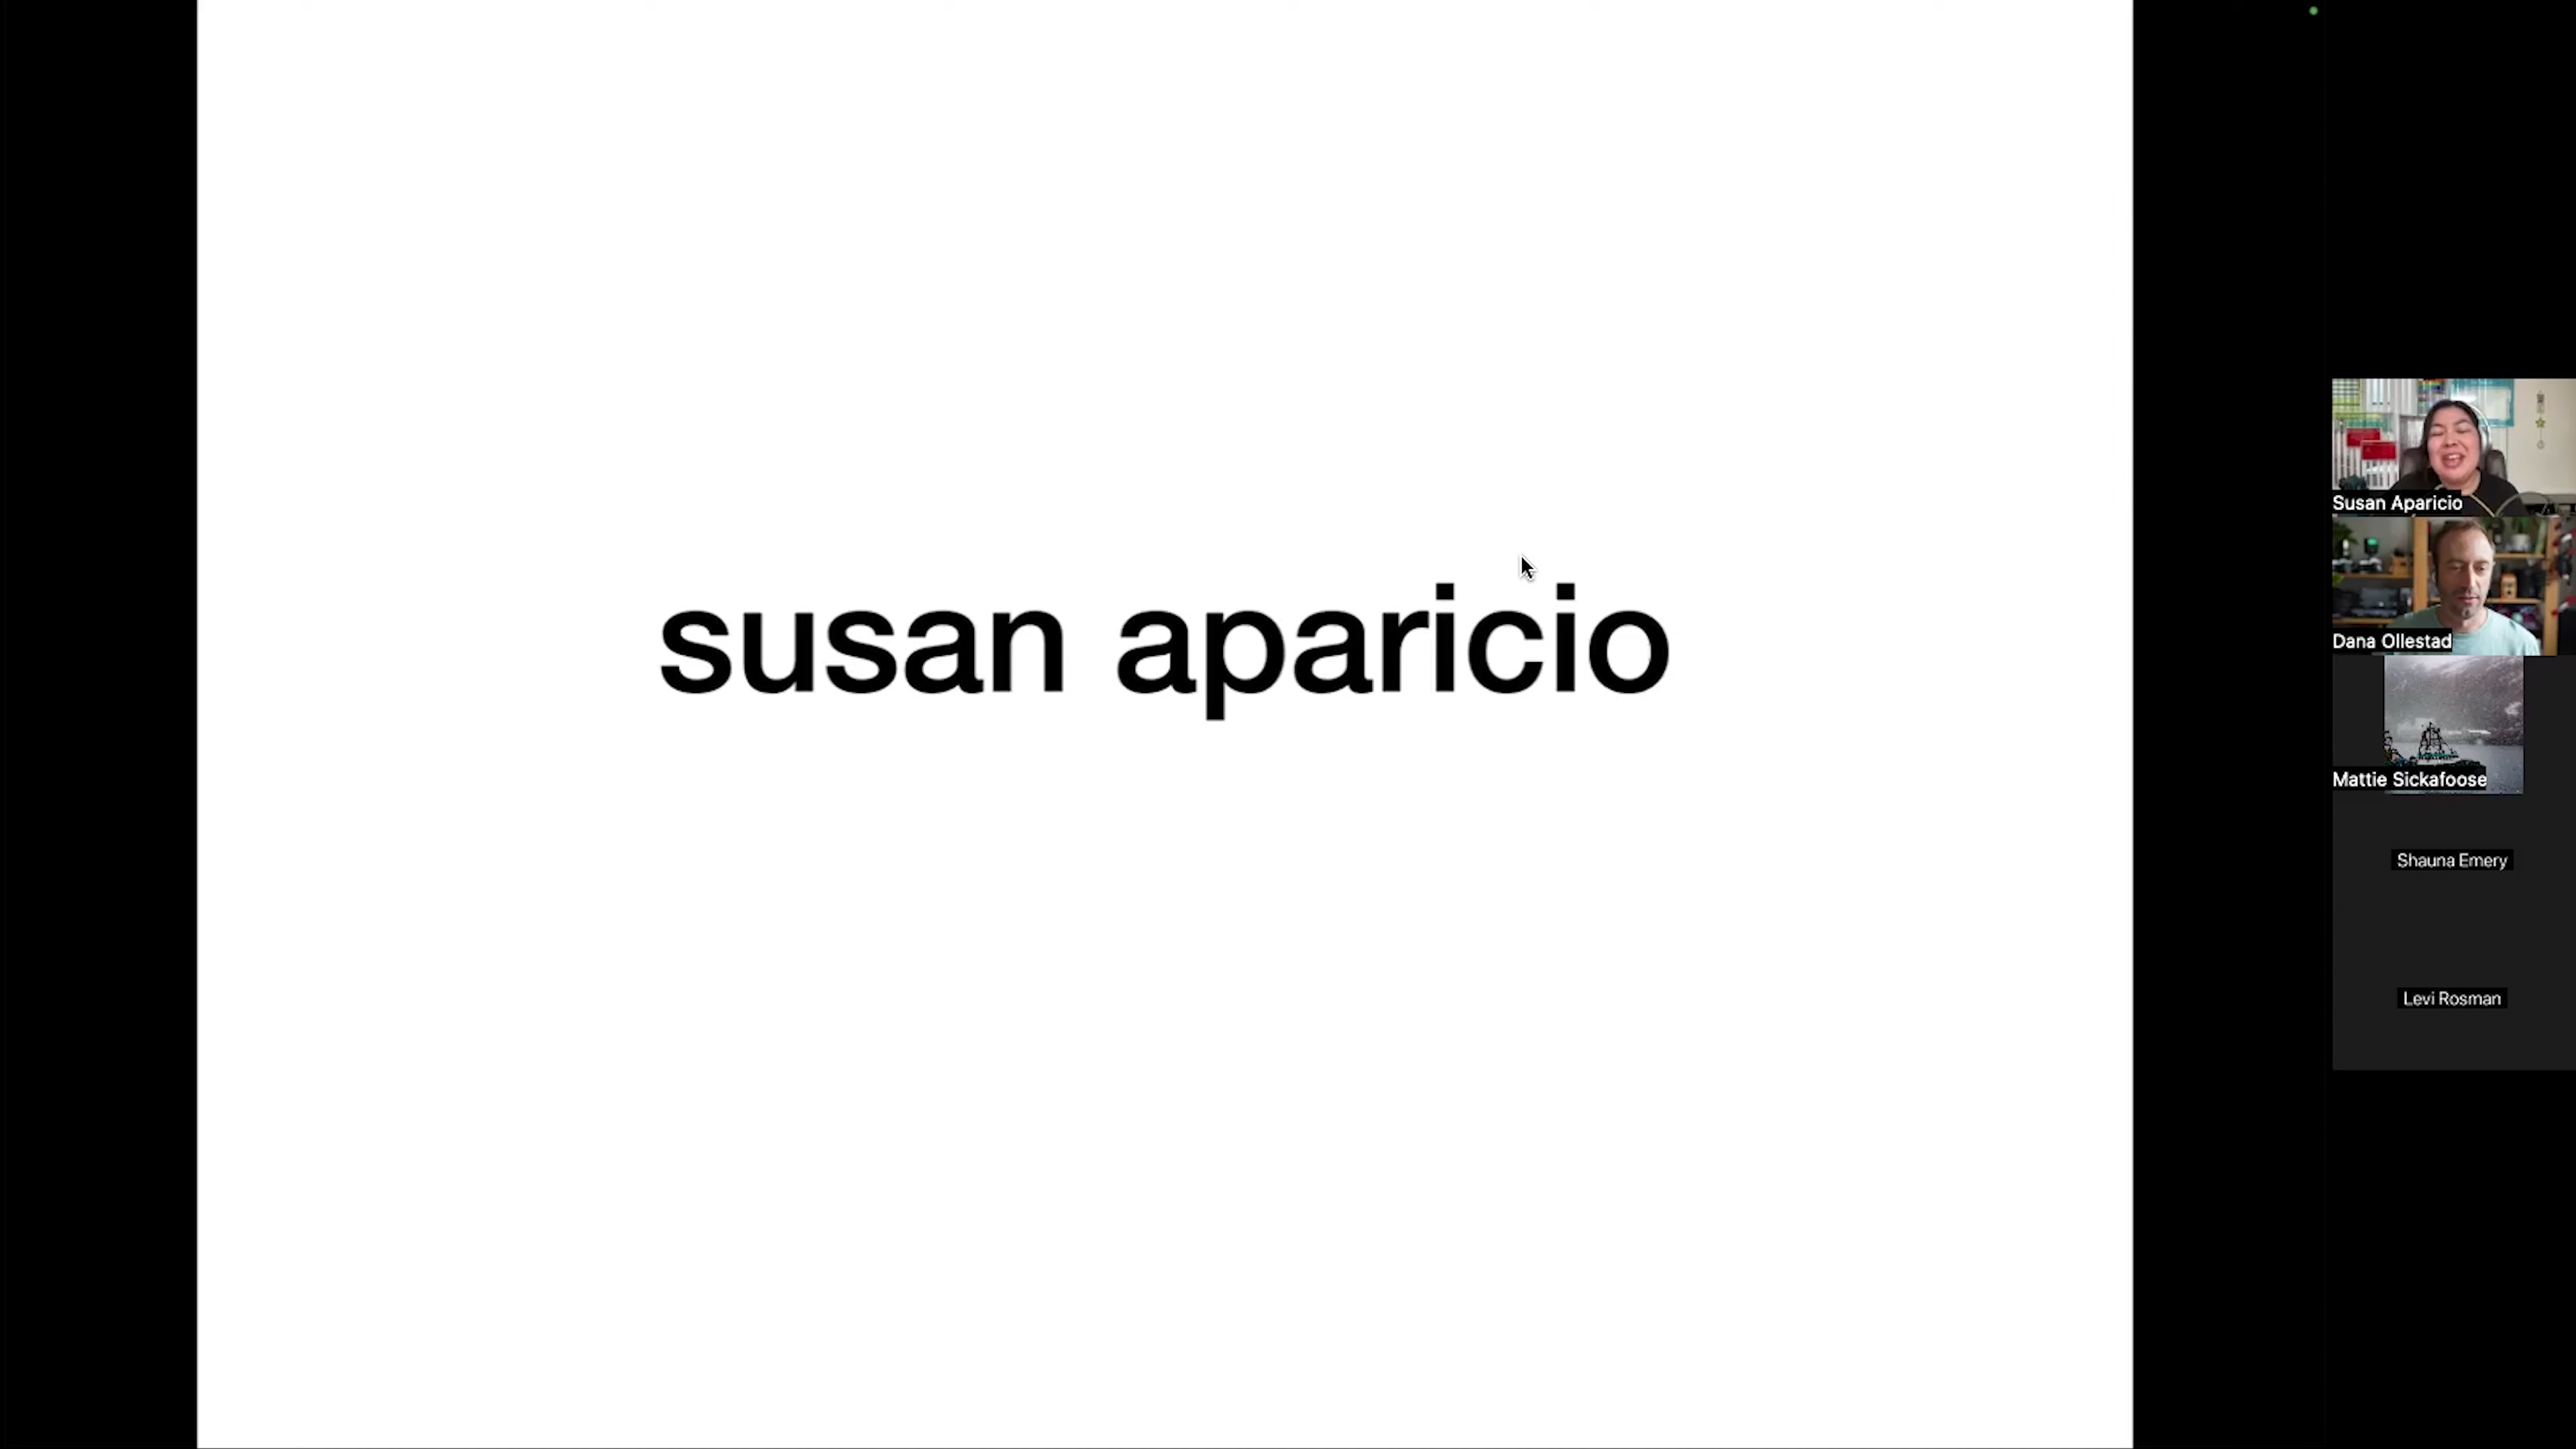 susan aparicio
Susan Aparicio
Dana Ollestad
Mattie Sickafoose
Shauna Emery
Levi Rosman